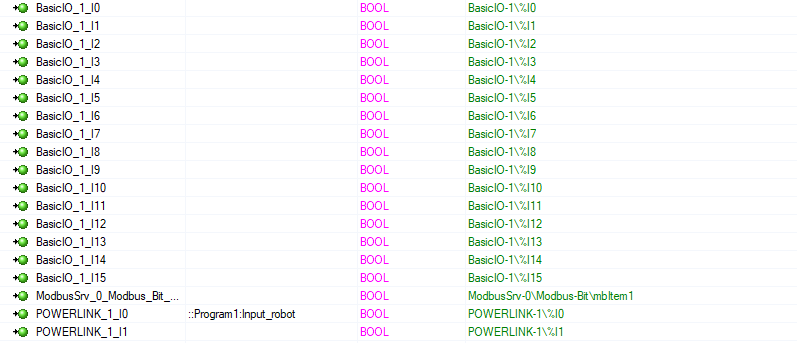 BasicIO_1_I0 BOOL BasicIO-1\%I0
BasicIO_1_I1 BOOL BasicIO-1\%I1
BasicIO_1_I2 BOOL BasicIO-1\%I2
BasicIO_1_I3 BOOL BasicIO-1\%I3
BasicIO_1_I4 BOOL BasicIO-1\%I4
BasicIO_1_I5 BOOL BasicIO-1\%I5
BasicIO_1_I6 BOOL BasicIO-1\%I6
BasicIO_1_I7 BOOL BasicIO-1\%I7
BasicIO_1_I8 BOOL BasicIO-1\%I8
BasicIO_1_I9 BOOL BasicIO-1\%I9
BasicIO_1_I10 BOOL BasicIO-1\%I10
BasicIO_1_I11 BOOL BasicIO-1\%I11
BasicIO_1_I12 BOOL BasicIO-1\%I12
BasicIO_1_I13 BOOL BasicIO-1\%I13
BasicIO_1_I14 BOOL BasicIO-1\%I14
BasicIO_1_I15 BOOL BasicIO-1\%I15
ModbusSrv_0_Modbus_Bit_... BOOL ModbusSrv-0\Modbus-Bit\mbItem1
POWERLINK_1_I0 ::Program1:Input_robot BOOL POWERLINK-1\%I0
POWERLINK_1_I1 BOOL POWERLINK-1\%I1